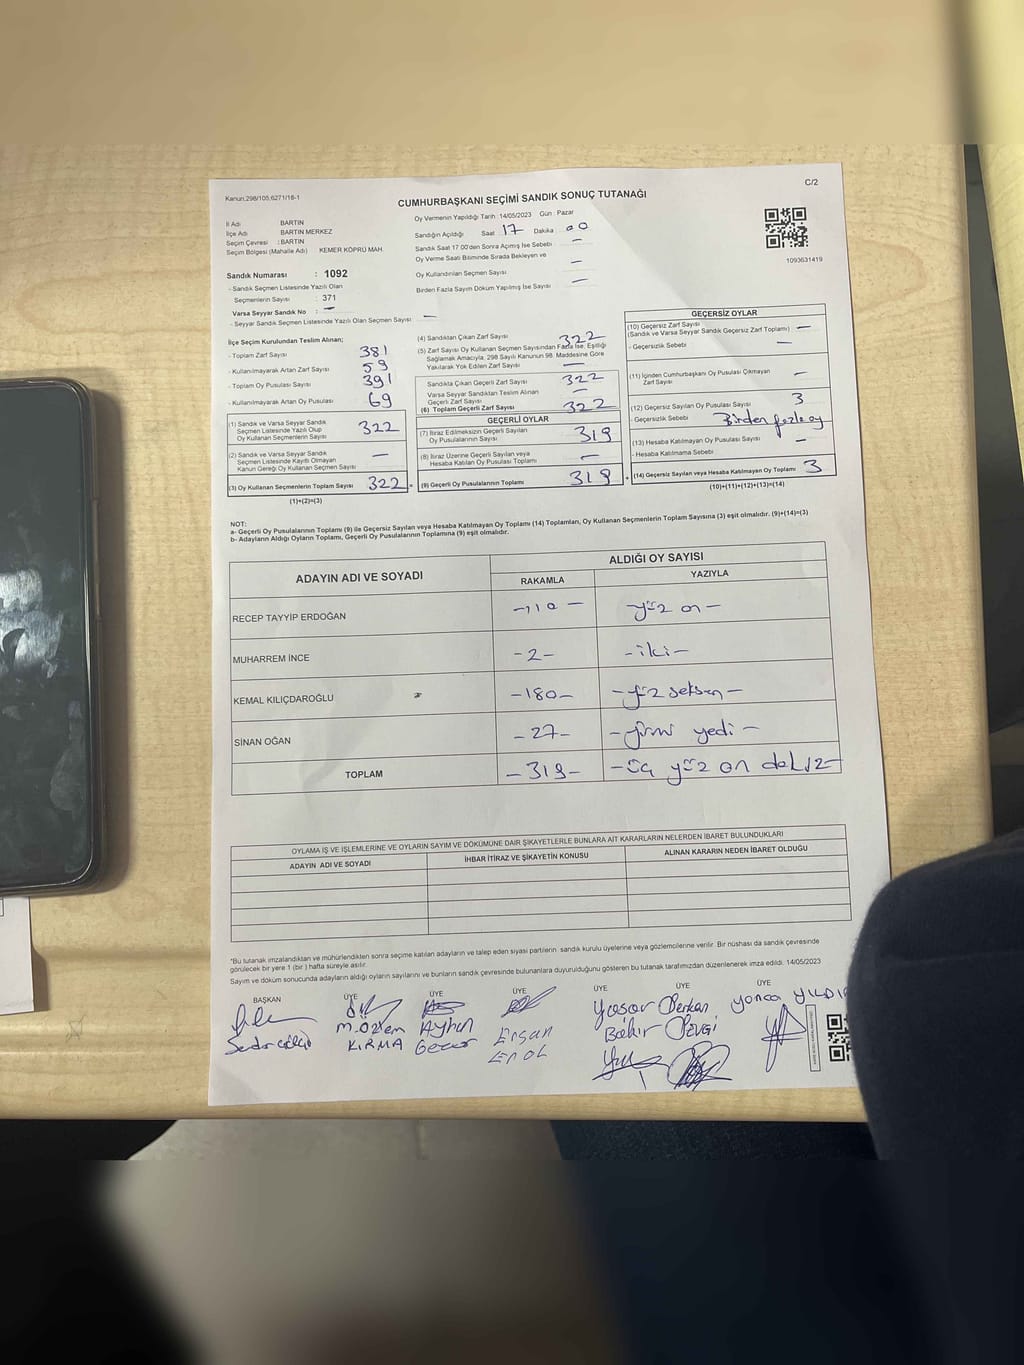 Kanun,298/105,6271/18-1
C/2
CUMHURBAŞKANI SEÇİMİ SANDIK SONUÇ TUTANAĞI
İl Adı BARTIN
İlçe Adı BARTIN MERKEZ
Seçim Çevresi : BARTIN
Seçim Bölgesi (Mahalle Adı) KEMER KÖPRÜ MAH.
Sandık Numarası : 1092
- Sandık Seçmen Listesinde Yazılı Olan
Seçmenlerin Sayısı : 371
Varsa Seyyar Sandık No : —
- Seyyar Sandık Seçmen Listesinde Yazılı Olan Seçmen Sayısı —
Oy Vermenin Yapıldığı Tarih : 14/05/2023 Gün : Pazar
Sandığın Açıldığı Saat 17 Dakika 00
Sandık Saat 17:00'den Sonra Açımış İse Sebebi —
Oy Verme Saati Bitiminde Sırada Bekleyen ve
Oy Kullandırılan Seçmen Sayısı —
Birden Fazla Sayım Döküm Yapılmış İse Sayısı —
1093631419
İlçe Seçim Kurulundan Teslim Alınan;
- Toplam Zarf Sayısı 381
- Kullanılmayarak Artan Zarf Sayısı 59
- Toplam Oy Pusulası Sayısı 391
- Kullanılmayarak Artan Oy Pusulası 69
(1) Sandık ve Varsa Seyyar Sandık
Seçmen Listesinde Yazılı Olup
Oy Kullanan Seçmenlerin Sayısı 322
(2) Sandık ve Varsa Seyyar Sandık
Seçmen Listesinde Kayıtlı Olmayan
Kanun Gereği Oy Kullanan Seçmen Sayısı —
(3) Oy Kullanan Seçmenlerin Toplam Sayısı 322
(1)+(2)=(3)
(4) Sandıktan Çıkan Zarf Sayısı 322
(5) Zarf Sayısı Oy Kullanan Seçmen Sayısından Fazla İse, Eşitliği
Sağlamak Amacıyla, 298 Sayılı Kanunun 98. Maddesine Göre
Yakılarak Yok Edilen Zarf Sayısı —
Sandıkta Çıkan Geçerli Zarf Sayısı 322
Varsa Seyyar Sandıktan Teslim Alınan
Geçerli Zarf Sayısı —
(6) Toplam Geçerli Zarf Sayısı 322
GEÇERLİ OYLAR
(7) İtiraz Edilmeksizin Geçerli Sayılan
Oy Pusulalarının Sayısı 319
(8) İtiraz Üzerine Geçerli Sayılan veya
Hesaba Katılan Oy Pusulası Toplamı —
(9) Geçerli Oy Pusulalarının Toplamı 319
GEÇERSİZ OYLAR
(10) Geçersiz Zarf Sayısı
(Sandık ve Varsa Seyyar Sandık Geçersiz Zarf Toplamı) —
- Geçersizlik Sebebi —
(11) İçinden Cumhurbaşkanı Oy Pusulası Çıkmayan
Zarf Sayısı —
(12) Geçersiz Sayılan Oy Pusulası Sayısı 3
- Geçersizlik Sebebi Birden fazla oy
(13) Hesaba Katılmayan Oy Pusulası Sayısı —
- Hesaba Katılmama Sebebi
(14) Geçersiz Sayılan veya Hesaba Katılmayan Oy Toplamı 3
(10)+(11)+(12)+(13)=(14)
NOT:
a- Geçerli Oy Pusulalarının Toplamı (9) ile Geçersiz Sayılan veya Hesaba Katılmayan Oy Toplamı (14) Toplamları, Oy Kullanan Seçmenlerin Toplam Sayısına (3) eşit olmalıdır. (9)+(14)=(3)
b- Adayların Aldığı Oyların Toplamı, Geçerli Oy Pusulalarının Toplamına (9) eşit olmalıdır.
ADAYIN ADI VE SOYADI
ALDIĞI OY SAYISI
RAKAMLA YAZIYLA
RECEP TAYYİP ERDOĞAN -110- yüz on-
MUHARREM İNCE -2- -iki-
KEMAL KILIÇDAROĞLU -180- -yüz seksen-
SİNAN OĞAN -27- -yirmi yedi-
TOPLAM -319- -üç yüz on dokuz-
OYLAMA İŞ VE İŞLEMLERİNE VE OYLARIN SAYIM VE DÖKÜMÜNE DAİR ŞİKAYETLERLE BUNLARA AİT KARARLARIN NELERDEN İBARET BULUNDUKLARI
ADAYIN ADI VE SOYADI İHBAR İTİRAZ VE ŞİKAYETİN KONUSU ALINAN KARARIN NEDEN İBARET OLDUĞU
*Bu tutanak imzalandıktan ve mühürlendikten sonra seçime katılan adayların ve talep eden siyasi partilerin sandık kurulu üyelerine veya gözlemcilerine verilir. Bir nüshası da sandık çevresinde
görülecek bir yere 1 (bir) hafta süreyle asılır.
Sayım ve döküm sonucunda adayların aldığı oyların sayılarını ve bunların sandık çevresinde bulunanlara duyurulduğunu gösteren bu tutanak tarafımızdan düzenlenerek imza edildi. 14/05/2023
BAŞKAN ÜYE ÜYE ÜYE ÜYE ÜYE ÜYE
M. Özlem Ayhan Ersan Yaşar Berkan Yonca YILDI
KIRMA Erol Bakır SEVGİ